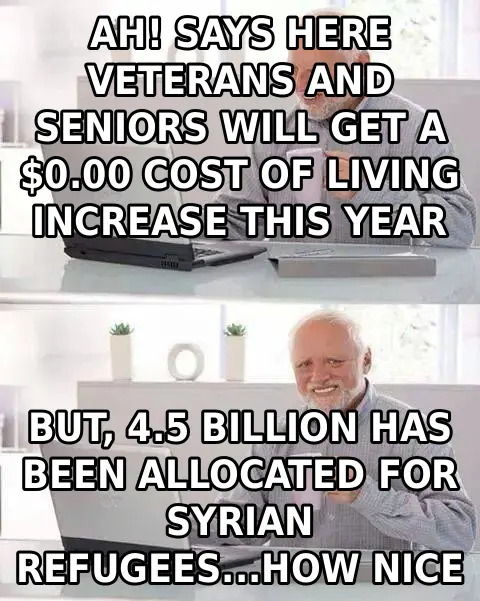 AH! SAYS HERE
VETERANS AND
SENIORS WILL GET A
$0.00 COST OF LIVING
INCREASE THIS YEAR
BUT, 4.5 BILLION HAS
BEEN ALLOCATED FOR
SYRIAN
REFUGEES...HOW NICE